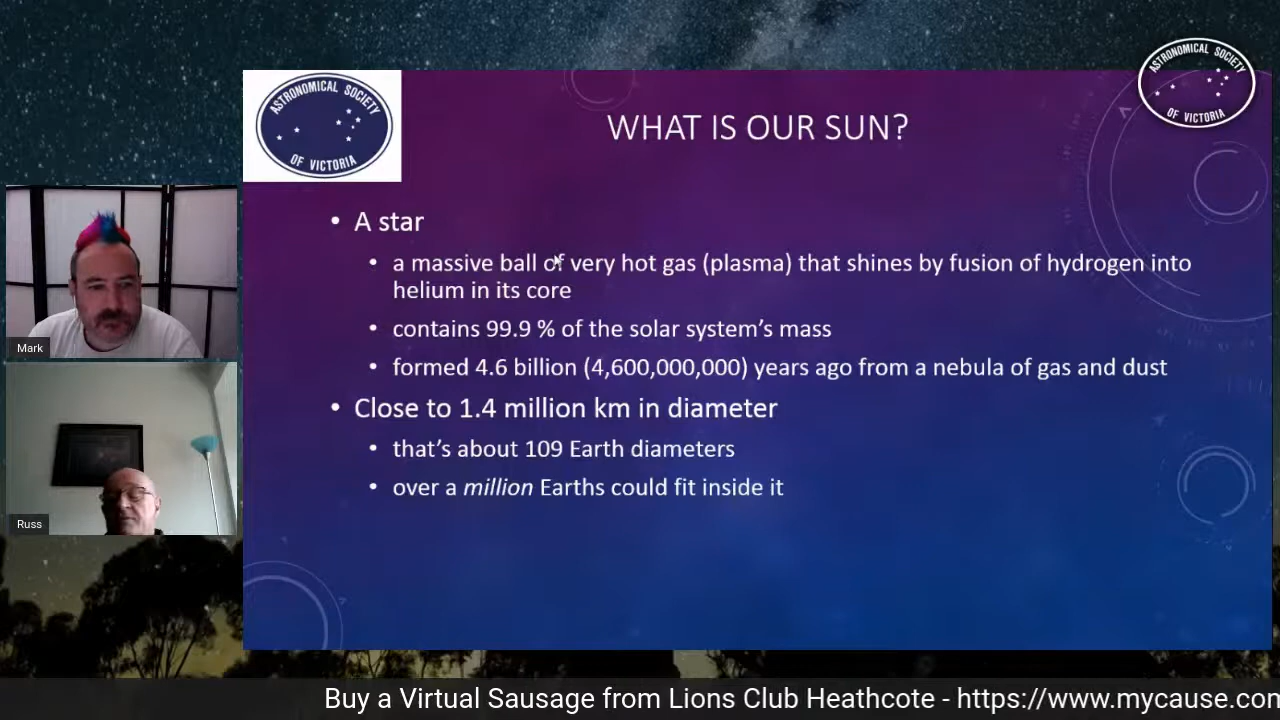 ASTRONOMICAL SOCIETY
OF VICTORIA
ASTRONOMICAL SOCIETY
OF VICTORIA
WHAT IS OUR SUN?
• A star
• a massive ball of very hot gas (plasma) that shines by fusion of hydrogen into
helium in its core
• contains 99.9 % of the solar system's mass
• formed 4.6 billion (4,600,000,000) years ago from a nebula of gas and dust
• Close to 1.4 million km in diameter
• that's about 109 Earth diameters
• over a million Earths could fit inside it
Mark
Russ
Buy a Virtual Sausage from Lions Club Heathcote - https://www.mycause.com